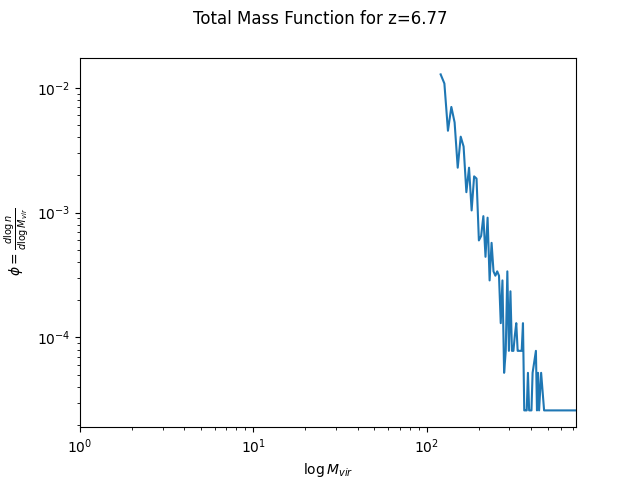 Total Mass Function for z=6.77
10⁻²
10⁻³
10⁻⁴
ϕ = d log n / d log M_vir
10⁰ 10¹ 10²
log M_vir